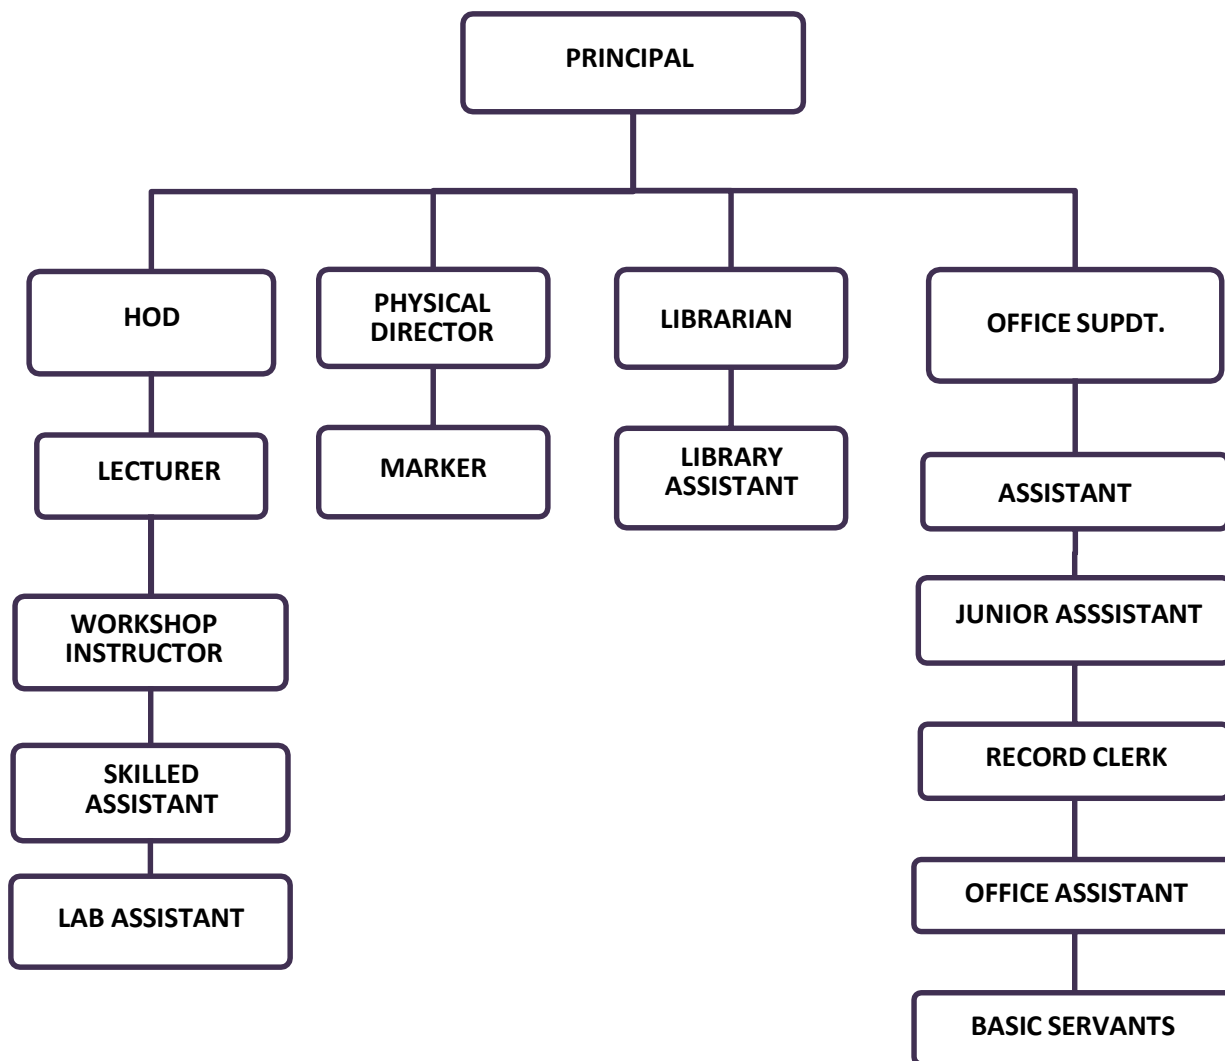 PRINCIPAL
HOD
PHYSICAL
DIRECTOR
LIBRARIAN
OFFICE SUPDT.
LECTURER
MARKER
LIBRARY
ASSISTANT
ASSISTANT
WORKSHOP
INSTRUCTOR
JUNIOR ASSSISTANT
SKILLED
ASSISTANT
RECORD CLERK
LAB ASSISTANT
OFFICE ASSISTANT
BASIC SERVANTS